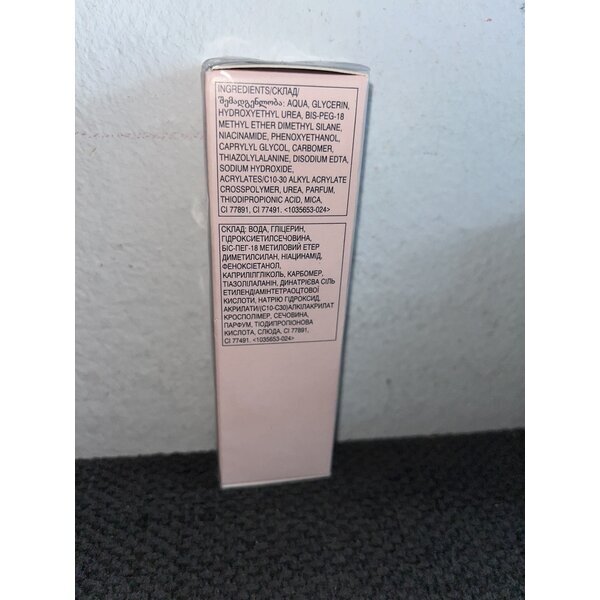 INGREDIENTS/СКЛАД/
შემადგენლობა: AQUA, GLYCERIN,
HYDROXYETHYL UREA, BIS-PEG-18
METHYL ETHER DIMETHYL SILANE,
NIACINAMIDE, PHENOXYETHANOL,
CAPRYLYL GLYCOL, CARBOMER,
THIAZOLYLALANINE, DISODIUM EDTA,
SODIUM HYDROXIDE,
ACRYLATES/C10-30 ALKYL ACRYLATE
CROSSPOLYMER, UREA, PARFUM,
THIODIPROPIONIC ACID, MICA,
CI 77891, CI 77491. <1035653-024>
СКЛАД: ВОДА, ГЛІЦЕРИН,
ГІДРОКСИЕТИЛСЕЧОВИНА,
БІС-ПЕГ-18 МЕТИЛОВИЙ ЕТЕР
ДИМЕТИЛСИЛАН, НІАЦИНАМІД,
ФЕНОКСІЕТАНОЛ,
КАПРИЛІЛГЛІКОЛЬ, КАРБОМЕР,
ТІАЗОЛІЛАЛАНІН, ДИНАТРІЄВА СІЛЬ
ЕТИЛЕНДІАМІНТЕТРАОЦТОВОЇ
КИСЛОТИ, НАТРІЮ ГІДРОКСИД,
АКРИЛАТИ/(С10-С30)АЛКІЛАКРИЛАТ
КРОСПОЛІМЕР, СЕЧОВИНА,
ПАРФУМ, ТІОДИПРОПІОНОВА
КИСЛОТА, СЛЮДА, CI 77891,
CI 77491. <1035653-024>